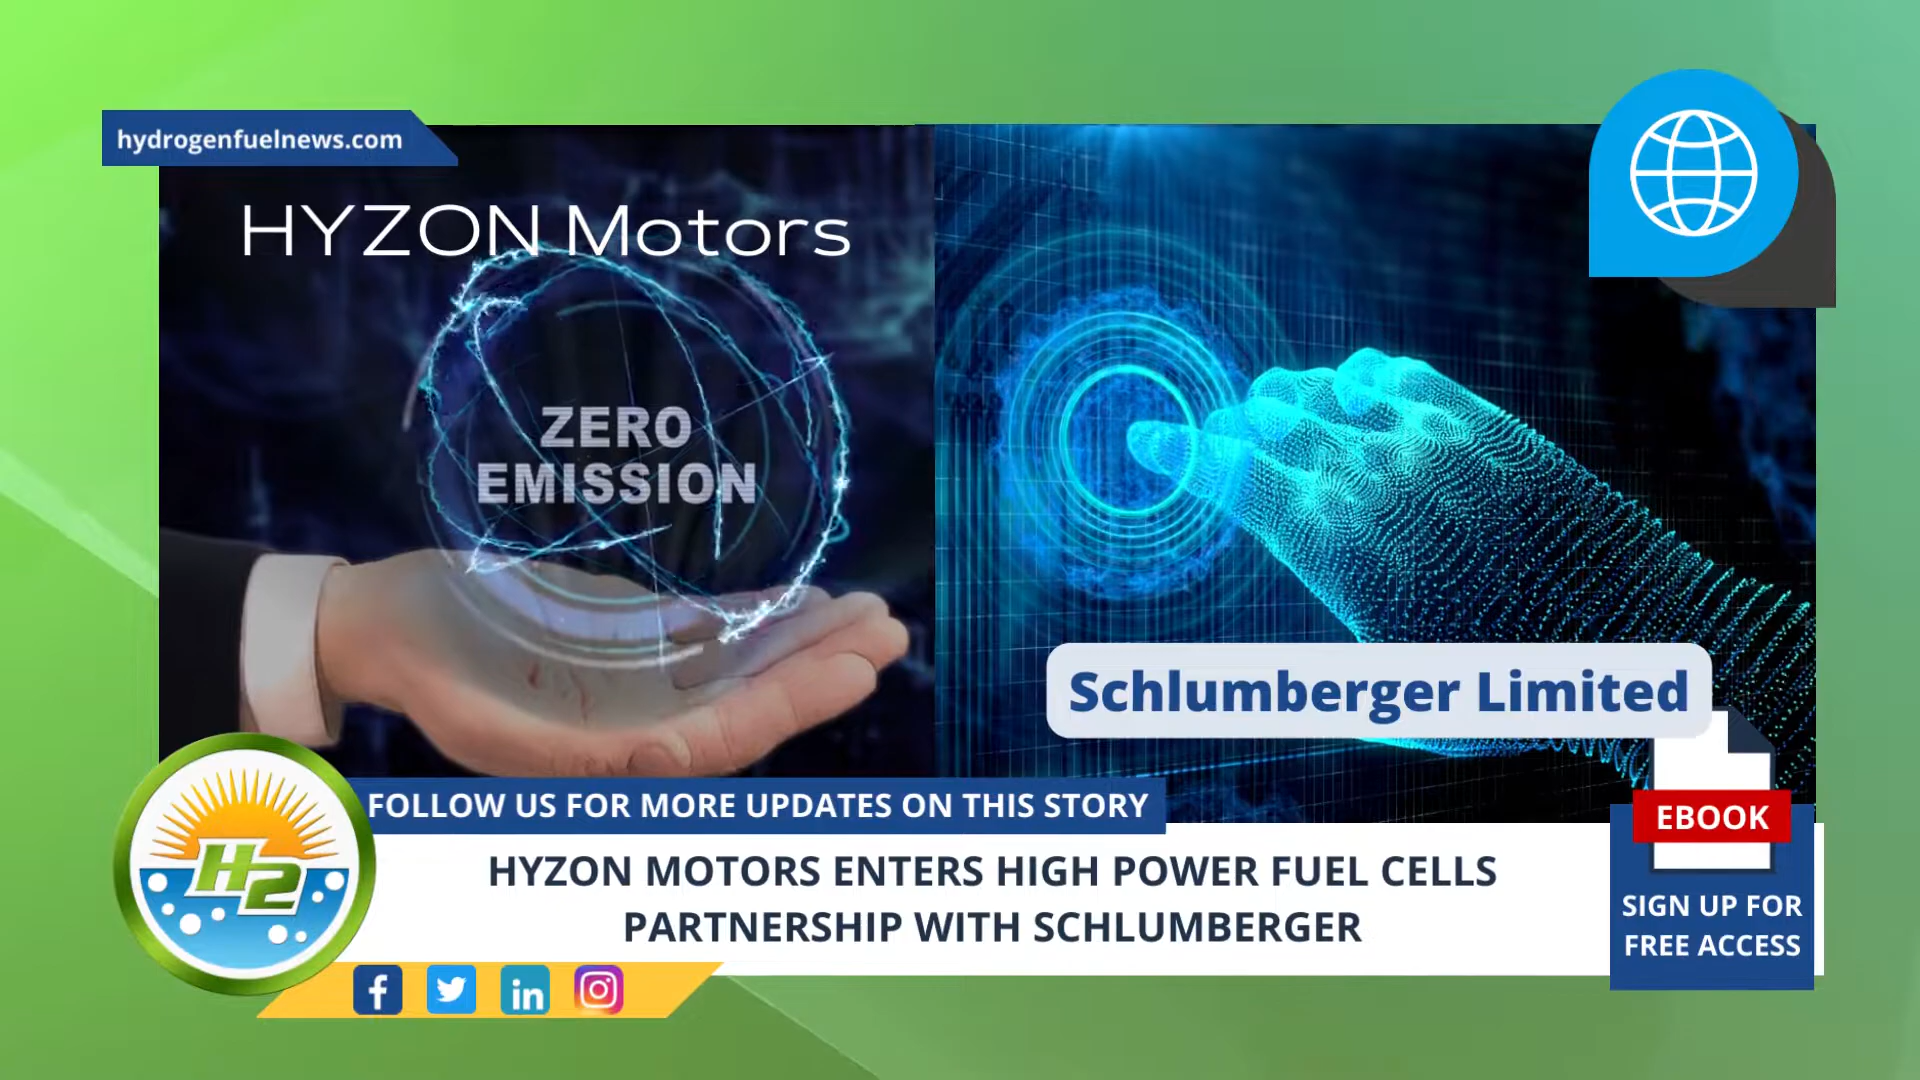 hydrogenfuelnews.com
HYZON Motors
ZERO
EMISSION
Schlumberger Limited
FOLLOW US FOR MORE UPDATES ON THIS STORY
HYZON MOTORS ENTERS HIGH POWER FUEL CELLS
PARTNERSHIP WITH SCHLUMBERGER
H2
EBOOK
SIGN UP FOR
FREE ACCESS
f
in